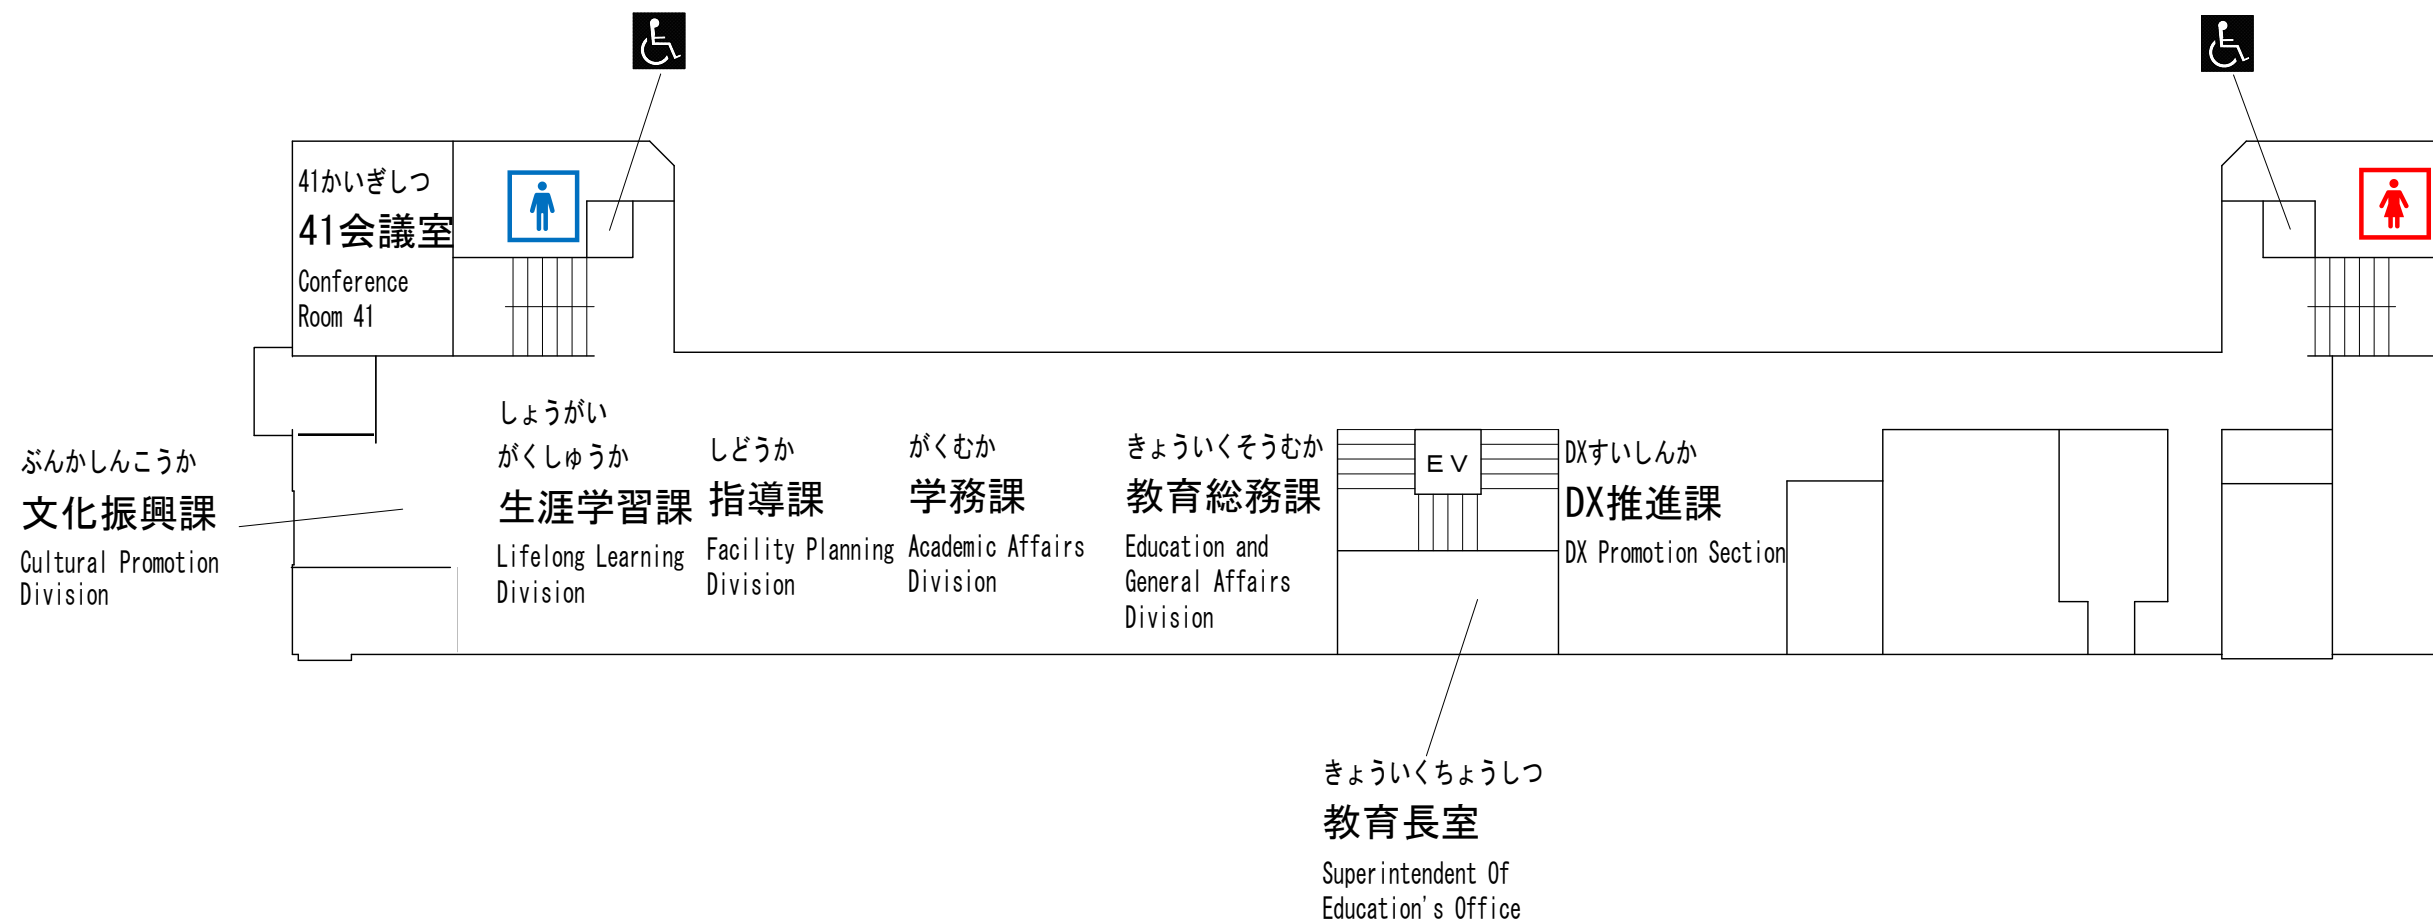 41かいぎしつ
41会議室
Conference
Room 41
ぶんかしんこうか
文化振興課
Cultural Promotion
Division
しょうがい
がくしゅうか
生涯学習課
Lifelong Learning
Division
しどうか
指導課
Facility Planning
Division
がくむか
学務課
Academic Affairs
Division
きょういくそうむか
教育総務課
Education and
General Affairs
Division
EV
DXすいしんか
DX推進課
DX Promotion Section
きょういくちょうしつ
教育長室
Superintendent Of
Education's Office